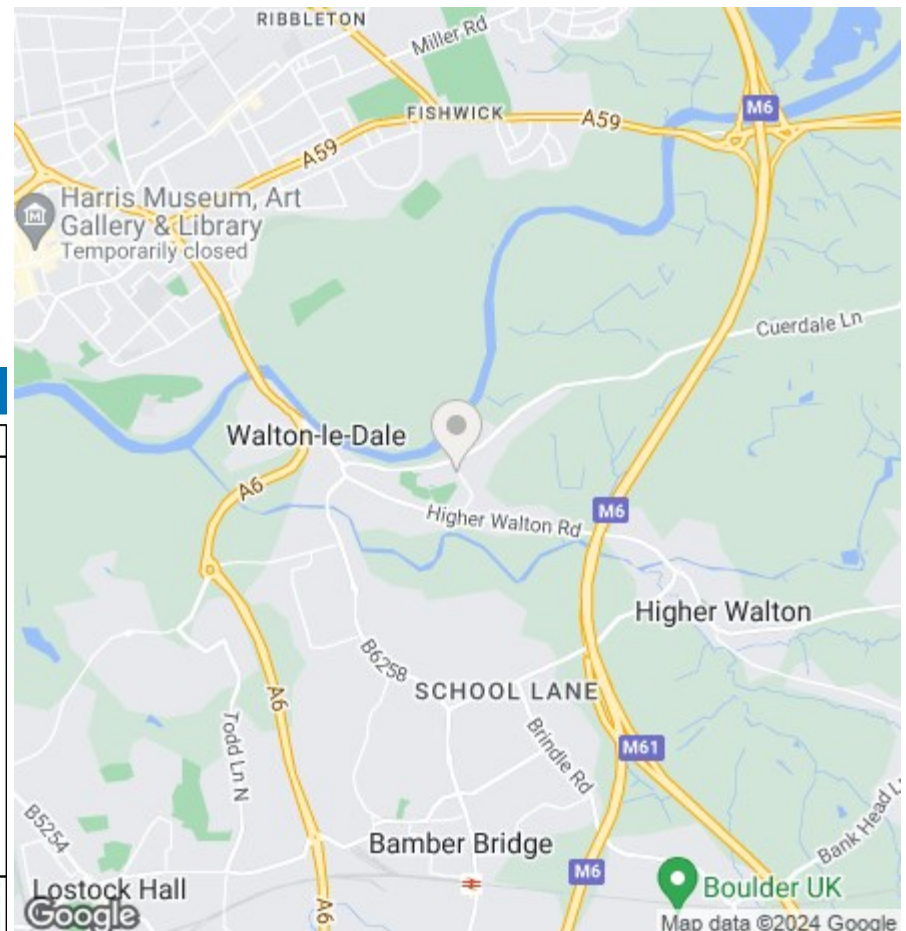 RIBBLETON
Miller Rd
FISHWICK
M6
A59
A59
Harris Museum, Art
Gallery & Library
Temporarily closed
Cuerdale Ln
Walton-le-Dale
A6
Higher Walton Rd
M6
Higher Walton
B6258
SCHOOL LANE
A6
Todd Ln N
Brindle Rd
M61
B5254
Bamber Bridge
Bank Head Ln
M6
Boulder UK
Lostock Hall
A6
Google
Map data ©2024 Google